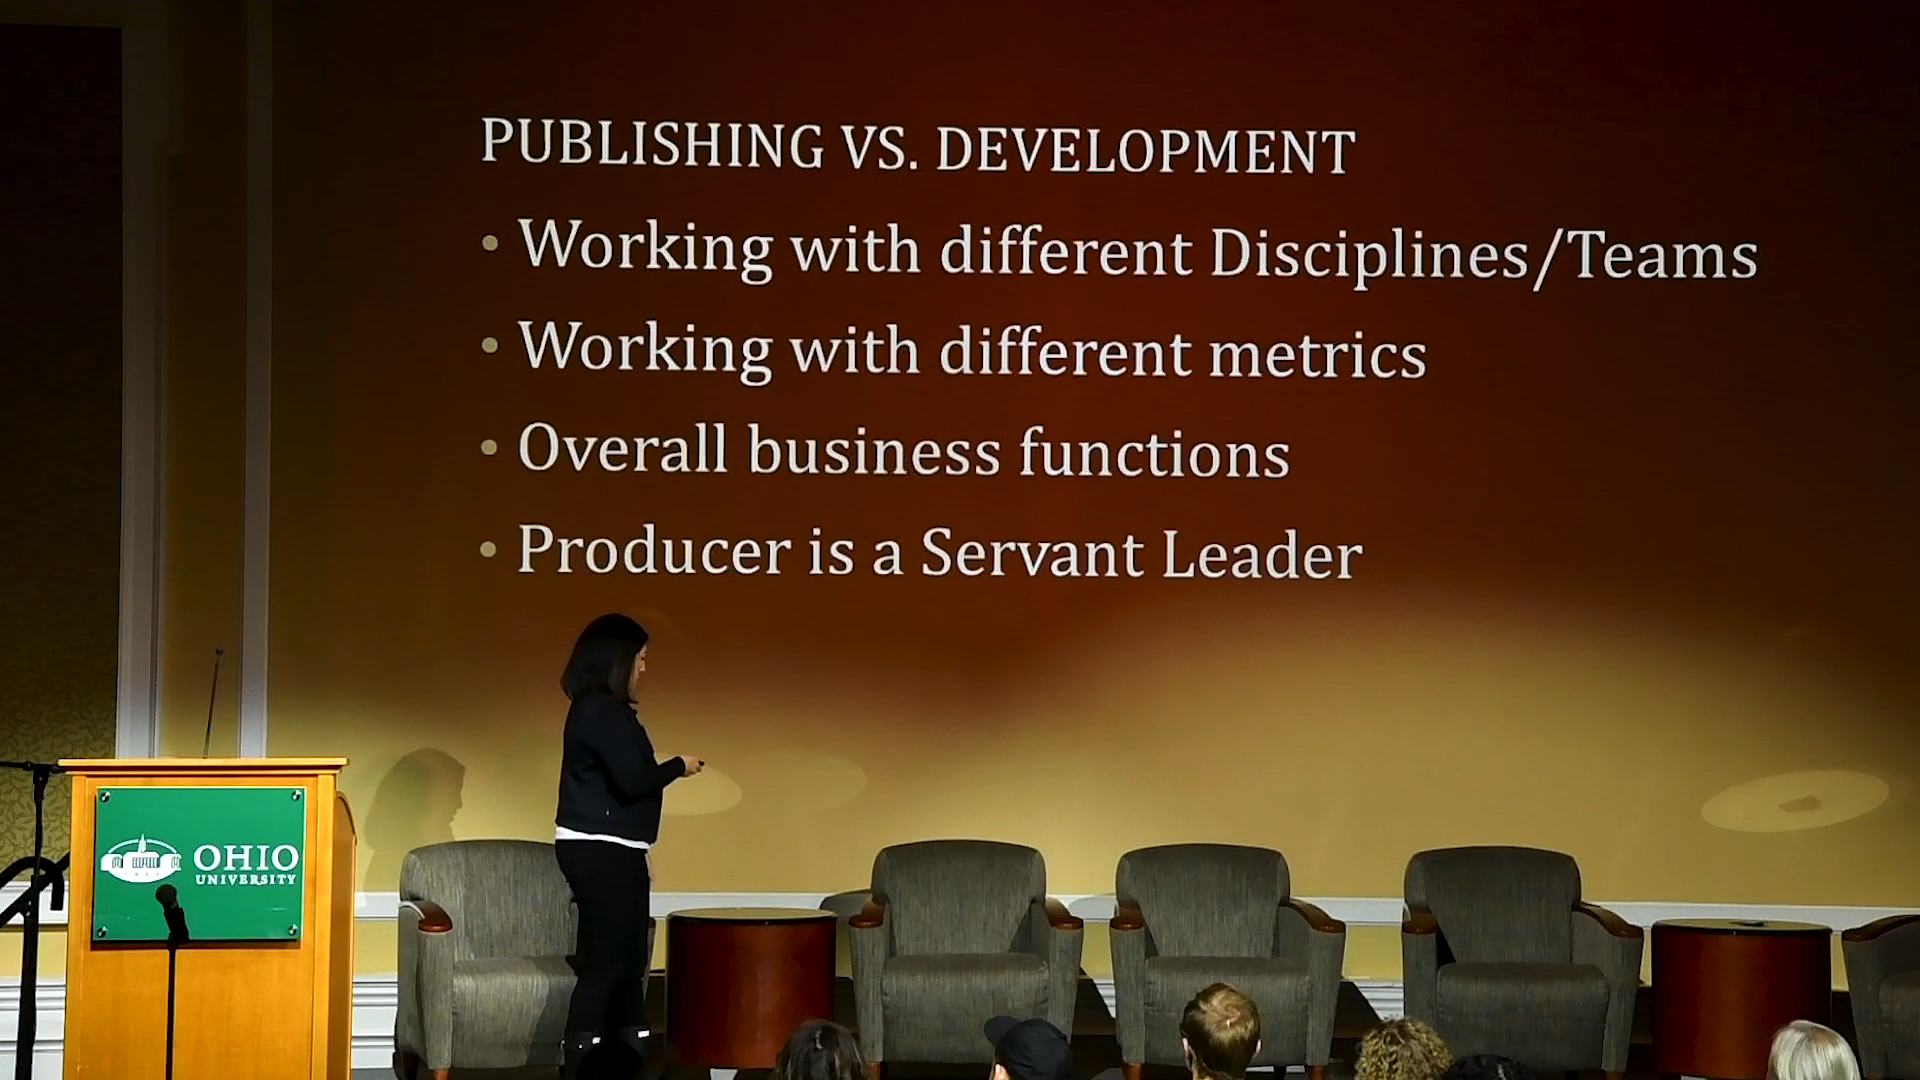 PUBLISHING VS. DEVELOPMENT
• Working with different Disciplines/Teams
• Working with different metrics
• Overall business functions
• Producer is a Servant Leader
OHIO
UNIVERSITY